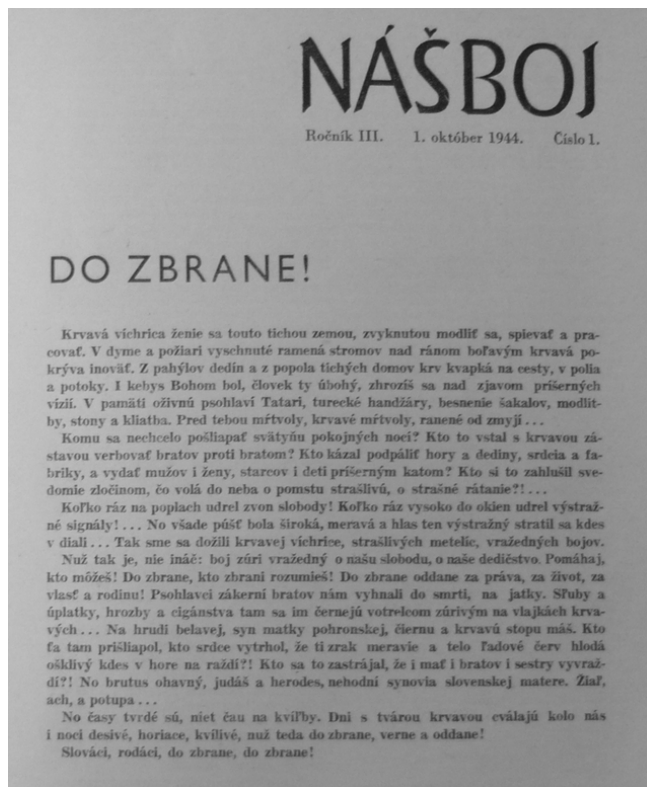 NÁŠBOJ
Ročník III. 1. október 1944. Číslo 1.
DO ZBRANE!
Krvavá víchrica ženie sa touto tichou zemou, zvyknutou modliť sa, spievať a pra-
covať. V dyme a požiari vyschnuté ramená stromov nad ránom boľavým krvavá po-
krýva inoväť. Z pahýlov dedín a z popola tichých domov krv kvapká na cesty, v polia
a potoky. I kebys Bohom bol, človek ty úbohý, zhrozíš sa nad zjavom príšerných
vízií. V pamäti oživnú psohlaví Tatari, turecké handžáry, besnenie šakalov, modlit-
by, stony a kliatba. Pred tebou mŕtvoly, krvavé mŕtvoly, ranené od zmyjí...
Komu sa nechcelo pošliapať svätyňu pokojných nocí? Kto to vstal s krvavou zá-
stavou verbovať bratov proti bratom? Kto kázal podpáliť hory a dediny, srdcia a fa-
briky, a vydať mužov i ženy, starcov i deti príšerným katom? Kto si to zahlušil sve-
domie zločinom, čo volá do neba o pomstu strašlivú, o strašné rátanie?!...
Koľko ráz na poplach udrel zvon slobody! Koľko ráz vysoko do okien udrel výstraž-
né signály!... No všade púšť bola široká, meravá a hlas ten výstražný stratil sa kdes
v diali... Tak sme sa dožili krvavej víchrice, strašlivých metelíc, vražedných bojov.
Nuž tak je, nie ináč: boj zúri vražedný o našu slobodu, o naše dedičstvo. Pomáhaj,
kto môžeš! Do zbrane, kto zbrani rozumieš! Do zbrane oddane za práva, za život, za
vlasť a rodinu! Psohlavci zákerní bratov nám vyhnali do smrti, na jatky. Sľuby a
úplatky, hrozby a cigánstva tam sa im černejú votrelcom zúrivým na vlajkách krva-
vých... Na hrudi belavej, syn matky pohronskej, čiernu a krvavú stopu máš. Kto
ťa tam prišliapol, kto srdce vytrhol, že ti zrak meravie a telo ľadové červ hlodá
ošklivý kdes v hore na raždí?! Kto sa to zastrájal, že i mať i bratov i sestry vyvraž-
dí?! No brutus ohavný, judáš a herodes, nehodní synovia slovenskej matere. Žiaľ,
ach, a potupa...
No časy tvrdé sú, niet čau na kvíľby. Dni s tvárou krvavou cválajú kolo nás
i noci desivé, horiace, kvílivé, nuž teda do zbrane, verne a oddane!
Slováci, rodáci, do zbrane, do zbrane!